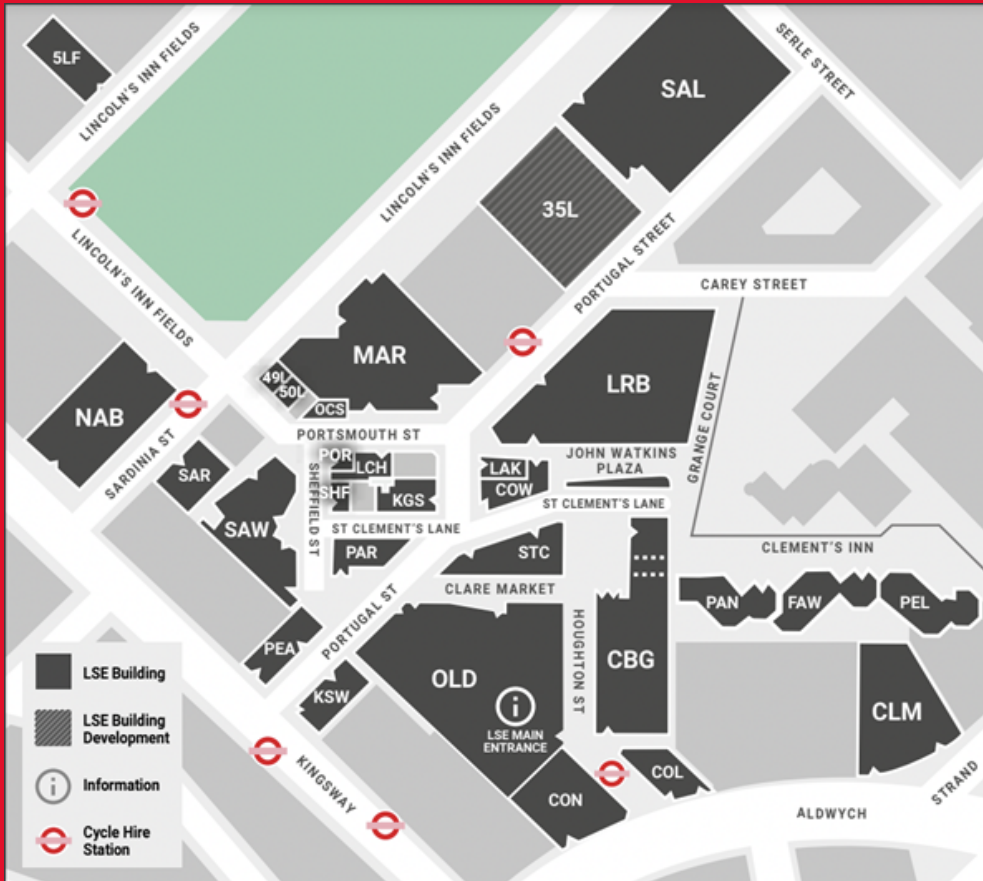 5LF
LINCOLN'S INN FIELDS
SERLE STREET
SAL
LINCOLN'S INN FIELDS
35L
LINCOLN'S INN FIELDS
PORTUGAL STREET
CAREY STREET
MAR
49L
50L
OCS
LRB
GRANGE COURT
NAB
SARDINIA ST
PORTSMOUTH ST
POR
LCH
SHEFFIELD ST
SHF
KGS
JOHN WATKINS
PLAZA
LAK
COW
SAR
SAW
ST CLEMENT'S LANE
ST CLEMENT'S LANE
PAR
STC
CLEMENT'S INN
CLARE MARKET
PAN
FAW
PEL
PEA
PORTUGAL ST
HOUGHTON ST
KSW
OLD
CBG
LSE MAIN
ENTRANCE
CLM
COL
CON
KINGSWAY
ALDWYCH
STRAND
LSE Building
LSE Building
Development
Information
Cycle Hire
Station